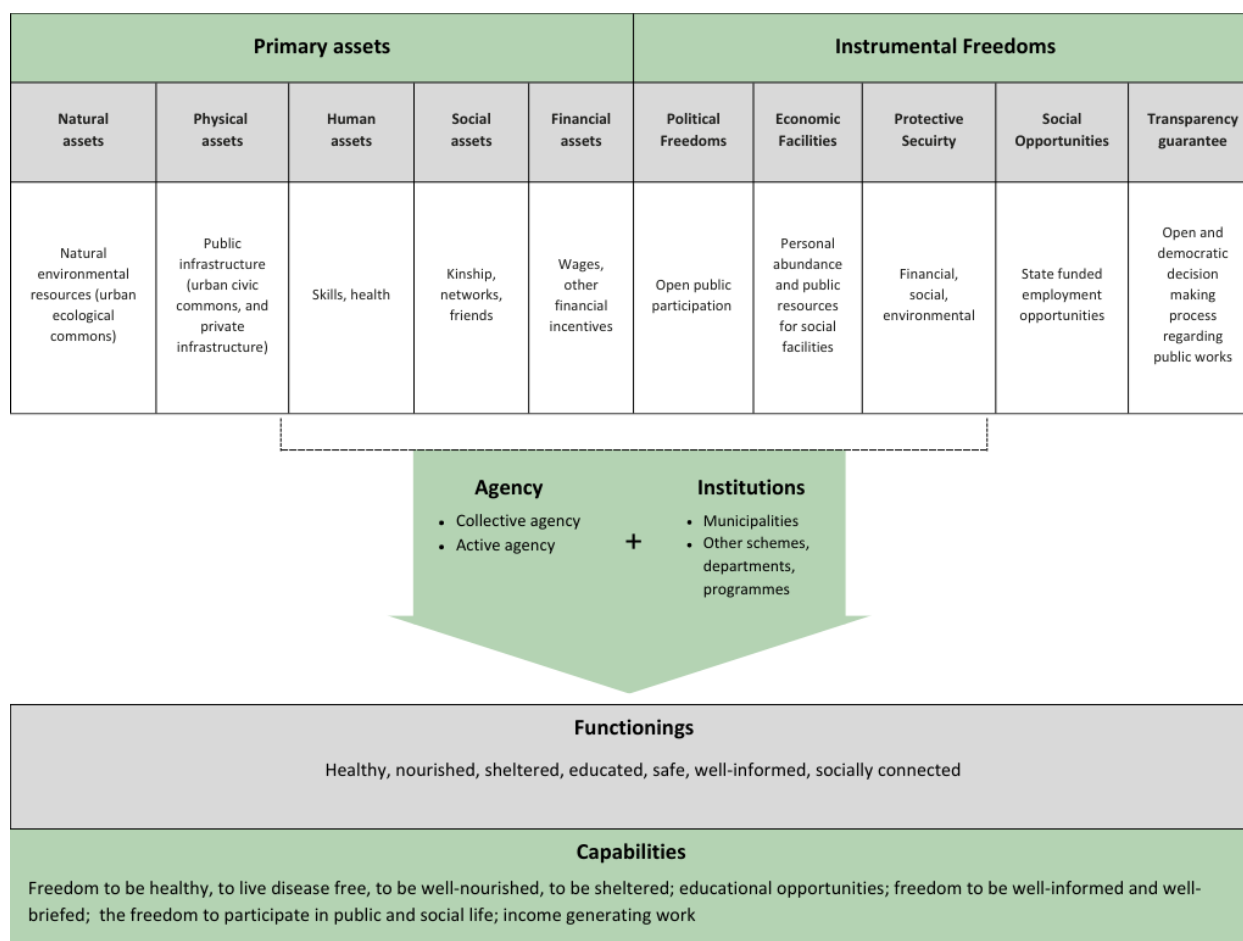 Primary assets
Instrumental Freedoms
Natural
assets
Physical
assets
Human
assets
Social
assets
Financial
assets
Political
Freedoms
Economic
Facilities
Protective
Secuirty
Social
Opportunities
Transparency
guarantee
Natural
environmental
resources (urban
ecological
commons)
Public
infrastructure
(urban civic
commons, and
private
infrastructure)
Skills, health
Kinship,
networks,
friends
Wages,
other
financial
incentives
Open public
participation
Personal
abundance
and public
resources
for social
facilities
Financial,
social,
environmental
State funded
employment
opportunities
Open and
democratic
decision
making
process
regarding
public works
Agency
• Collective agency
• Active agency
+
Institutions
• Municipalities
• Other schemes,
departments,
programmes
Functionings
Healthy, nourished, sheltered, educated, safe, well-informed, socially connected
Capabilities
Freedom to be healthy, to live disease free, to be well-nourished, to be sheltered; educational opportunities; freedom to be well-informed and well-
briefed;  the freedom to participate in public and social life; income generating work